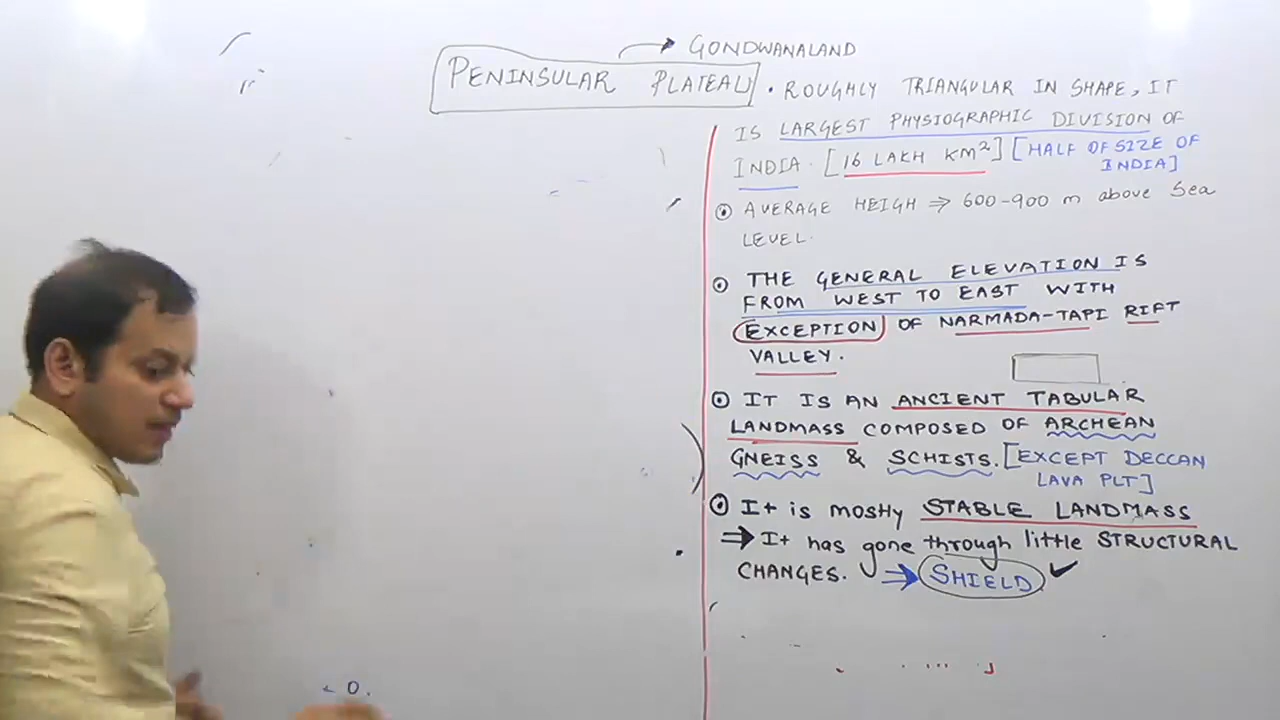 GONDWANALAND
PENINSULAR PLATEAU • ROUGHLY TRIANGULAR IN SHAPE, IT
IS LARGEST PHYSIOGRAPHIC DIVISION OF
INDIA. [16 LAKH KM²] [HALF OF SIZE OF
INDIA]
AVERAGE HEIGH ⇒ 600-900 m above Sea
LEVEL.
THE GENERAL ELEVATION IS
FROM WEST TO EAST WITH
EXCEPTION OF NARMADA-TAPI RIFT
VALLEY.
IT IS AN ANCIENT TABULAR
LANDMASS COMPOSED OF ARCHEAN
GNEISS & SCHISTS. [EXCEPT DECCAN
LAVA PLT]
It is mostly STABLE LANDMASS
⇒ It has gone through little STRUCTURAL
CHANGES. ⇒ SHIELD ✓